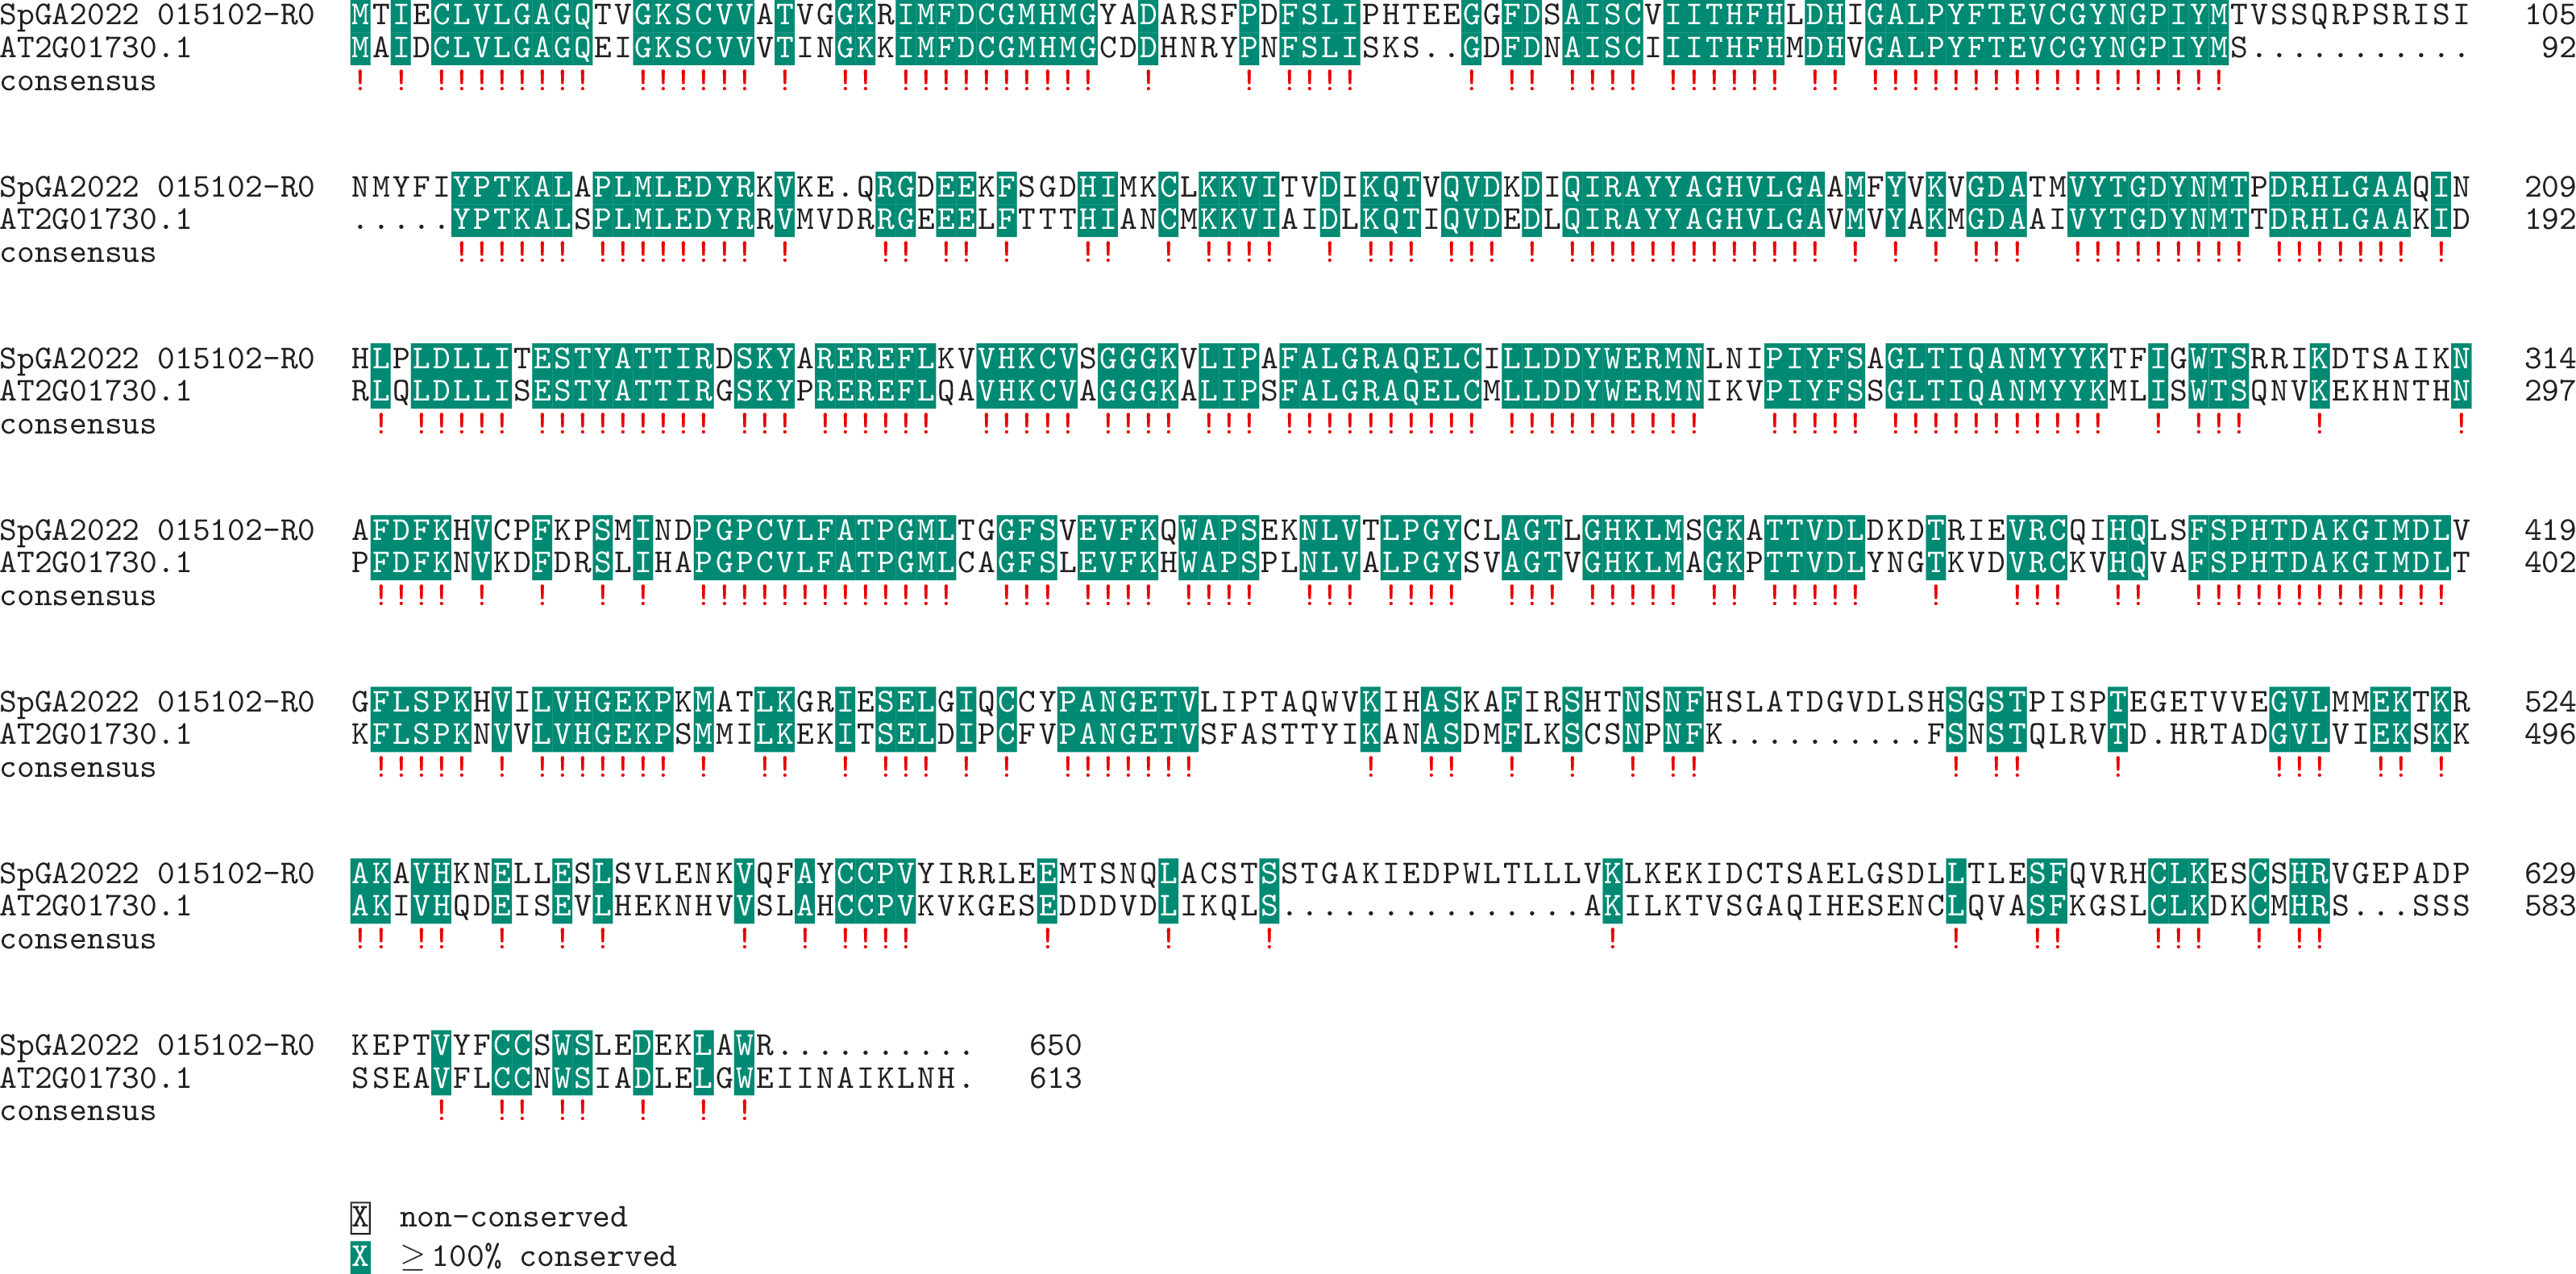 SpGA2022 015102-R0 MTIECLVLGAGQTVGKSCVVATVGGKRIMFDCGMHMGYADARSFPDFSLIPHTEEGGFDSAISCVIITHFHLDHIGALPYFTEVCGYNGPIYMTVSSQRPSRISI 105
AT2G01730.1 MAIDCLVLGAGQEIGKSCVVVTINGKKIMFDCGMHMGCDDHNRYPNFSLISKS..GDFDNAISCIIITHFHMDHVGALPYFTEVCGYNGPIYMS........... 92
consensus ! ! !!!!!!!! !!!!!! ! !! !!!!!!!!!! ! ! !!!! ! !! !!!! !!!!!! !! !!!!!!!!!!!!!!!!!!
SpGA2022 015102-R0 NMYFIYPTKALAPLMLEDYRKVKE.QRGDEEKFSGDHIMKCLKKVITVDIKQTVQVDKDIQIRAYYAGHVLGAAMFYVKVGDATMVYTGDYNMTPDRHLGAAQIN 209
AT2G01730.1 .....YPTKALSPLMLEDYRRVMVDRRGEEELFTTTHIANCMKKVIAIDLKQTIQVDEDLQIRAYYAGHVLGAVMVYAKMGDAAIVYTGDYNMTTDRHLGAAKID 192
consensus !!!!!! !!!!!!!! ! !! !! ! !! ! !!!! ! !!! !!! ! !!!!!!!!!!!!! ! ! ! !!! !!!!!!!!! !!!!!!! !
SpGA2022 015102-R0 HLPLDLLITESTYATTIRDSKYAREREFLKVVHKCVSGGGKVLIPAFALGRAQELCILLDDYWERMNLNIPIYFSAGLTIQANMYYKTFIGWTSRRIKDTSAIKN 314
AT2G01730.1 RLQLDLLISESTYATTIRGSKYPREREFLQAVHKCVAGGGKALIPSFALGRAQELCMLLDDYWERMNIKVPIYFSSGLTIQANMYYKMLISWTSQNVKEKHNTHN 297
consensus ! !!!!! !!!!!!!!! !!! !!!!!! !!!!! !!!! !!! !!!!!!!!!! !!!!!!!!!! !!!!! !!!!!!!!!!! ! !!! ! !
SpGA2022 015102-R0 AFDFKHVCPFKPSMINDPGPCVLFATPGMLTGGFSVEVFKQWAPSEKNLVTLPGYCLAGTLGHKLMSGKATTVDLDKDTRIEVRCQIHQLSFSPHTDAKGIMDLV 419
AT2G01730.1 PFDFKNVKDFDRSLIHAPGPCVLFATPGMLCAGFSLEVFKHWAPSPLNLVALPGYSVAGTVGHKLMAGKPTTVDLYNGTKVDVRCKVHQVAFSPHTDAKGIMDLT 402
consensus !!!! ! ! ! ! !!!!!!!!!!!!! !!! !!!! !!!! !!! !!!! !!! !!!!! !! !!!!! ! !!! !! !!!!!!!!!!!!!
SpGA2022 015102-R0 GFLSPKHVILVHGEKPKMATLKGRIESELGIQCCYPANGETVLIPTAQWVKIHASKAFIRSHTNSNFHSLATDGVDLSHSGSTPISPTEGETVVEGVLMMEKTKR 524
AT2G01730.1 KFLSPKNVVLVHGEKPSMMILKEKITSELDIPCFVPANGETVSFASTTYIKANASDMFLKSCSNPNFK..........FSNSTQLRVTD.HRTADGVLVIEKSKK 496
consensus !!!!! ! !!!!!!! ! !! ! !!! ! ! !!!!!!! ! !! ! ! ! !! ! !! ! !!! !! !
SpGA2022 015102-R0 AKAVHKNELLESLSVLENKVQFAYCCPVYIRRLEEMTSNQLACSTSSTGAKIEDPWLTLLLVKLKEKIDCTSAELGSDLLTLESFQVRHCLKESCSHRVGEPADP 629
AT2G01730.1 AKIVHQDEISEVLHEKNHVVSLAHCCPVKVKGESEDDDVDLIKQLS...............AKILKTVSGAQIHESENCLQVASFKGSLCLKDKCMHRS...SSS 583
consensus !! !! ! ! ! ! ! !!!! ! ! ! ! ! !! !!! ! !!
SpGA2022 015102-R0 KEPTVYFCCSWSLEDEKLAWR.......... 650
AT2G01730.1 SSEAVFLCCNWSIADLELGWEIINAIKLNH. 613
consensus ! !! !! ! ! !
X non-conserved
X ≥100% conserved